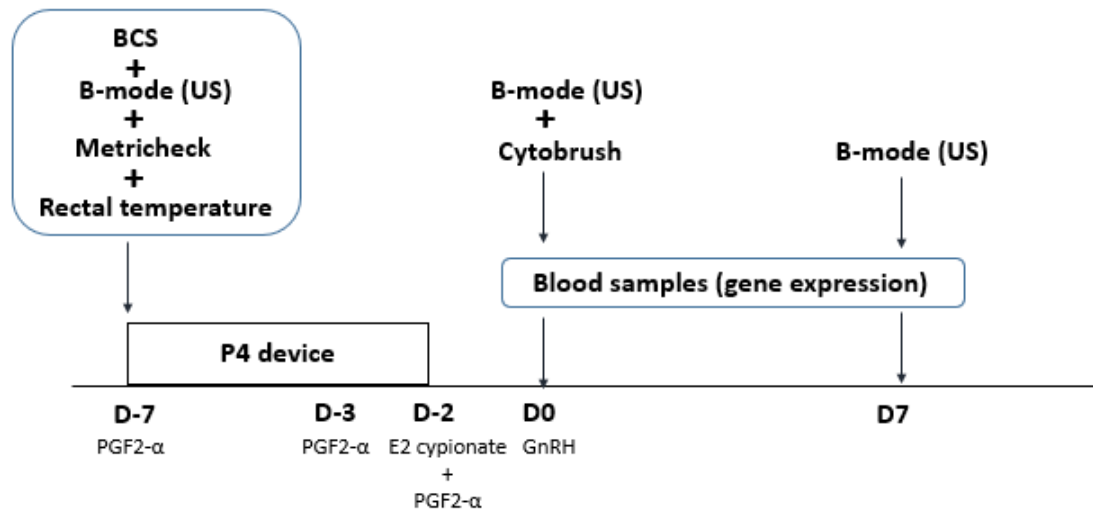 BCS
+
B-mode (US)
+
Metricheck
+
Rectal temperature
B-mode (US)
+
Cytobrush
B-mode (US)
Blood samples (gene expression)
P4 device
D-7
PGF2-α
D-3
PGF2-α
D-2
E2 cypionate
+
PGF2-α
D0
GnRH
D7